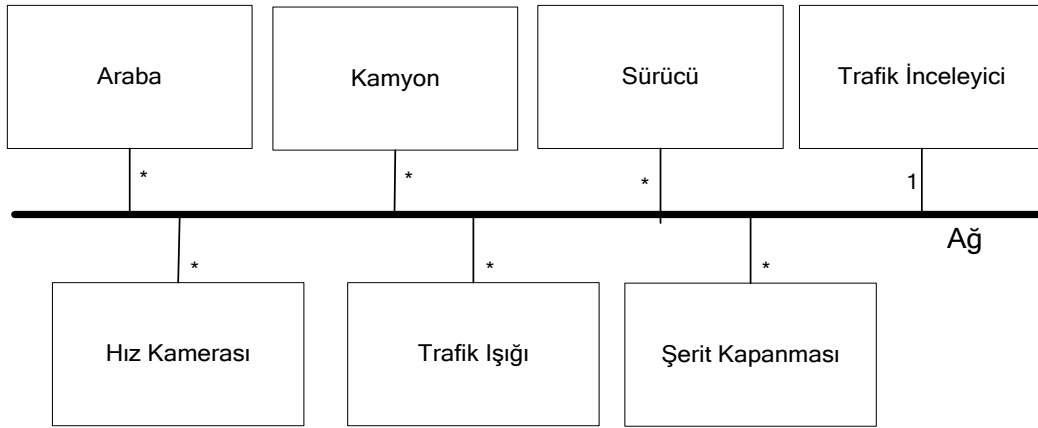 Araba
Kamyon
Sürücü
Trafik İnceleyici
*
*
*
1
Ağ
*
*
*
Hız Kamerası
Trafik Işığı
Şerit Kapanması